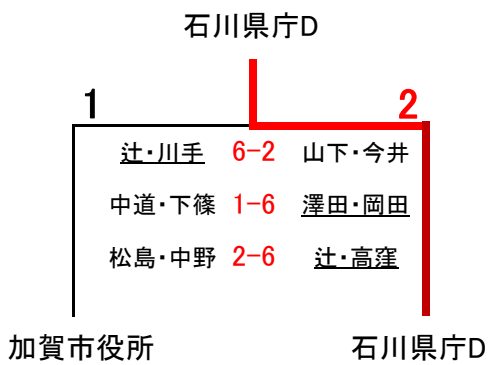 石川県庁D
1 2
辻・川手 6-2 山下・今井
中道・下篠 1-6 澤田・岡田
松島・中野 2-6 辻・高窪
加賀市役所 石川県庁D